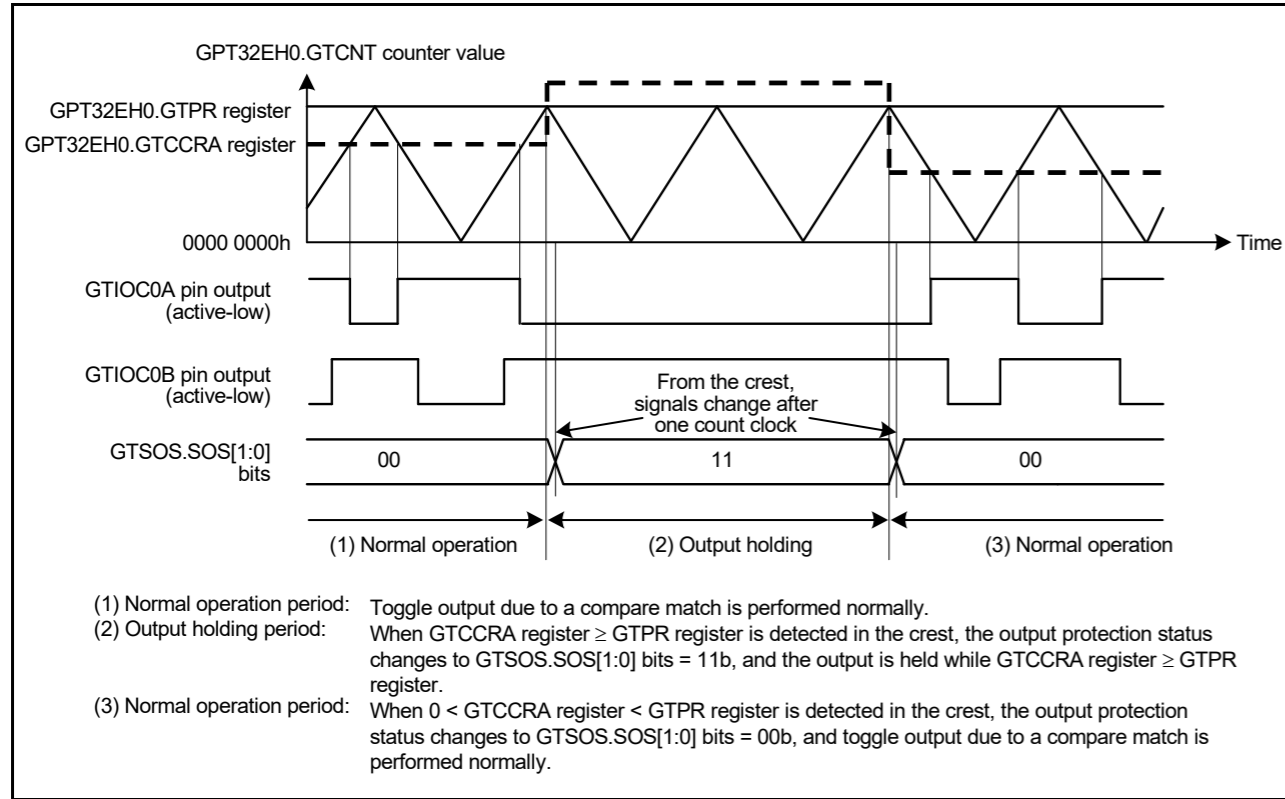 GPT32EH0.GTCNT counter value
GPT32EH0.GTPR register
GPT32EH0.GTCCRA register
0000 0000h
Time
GTIOC0A pin output
(active-low)
GTIOC0B pin output
(active-low)
From the crest,
signals change after
one count clock
GTSOS.SOS[1:0]
bits
00
11
00
(1) Normal operation
(2) Output holding
(3) Normal operation
(1) Normal operation period: Toggle output due to a compare match is performed normally.
(2) Output holding period: When GTCCRA register ≥ GTPR register is detected in the crest, the output protection status
changes to GTSOS.SOS[1:0] bits = 11b, and the output is held while GTCCRA register ≥ GTPR
register.
(3) Normal operation period: When 0 < GTCCRA register < GTPR register is detected in the crest, the output protection
status changes to GTSOS.SOS[1:0] bits = 00b, and toggle output due to a compare match is
performed normally.